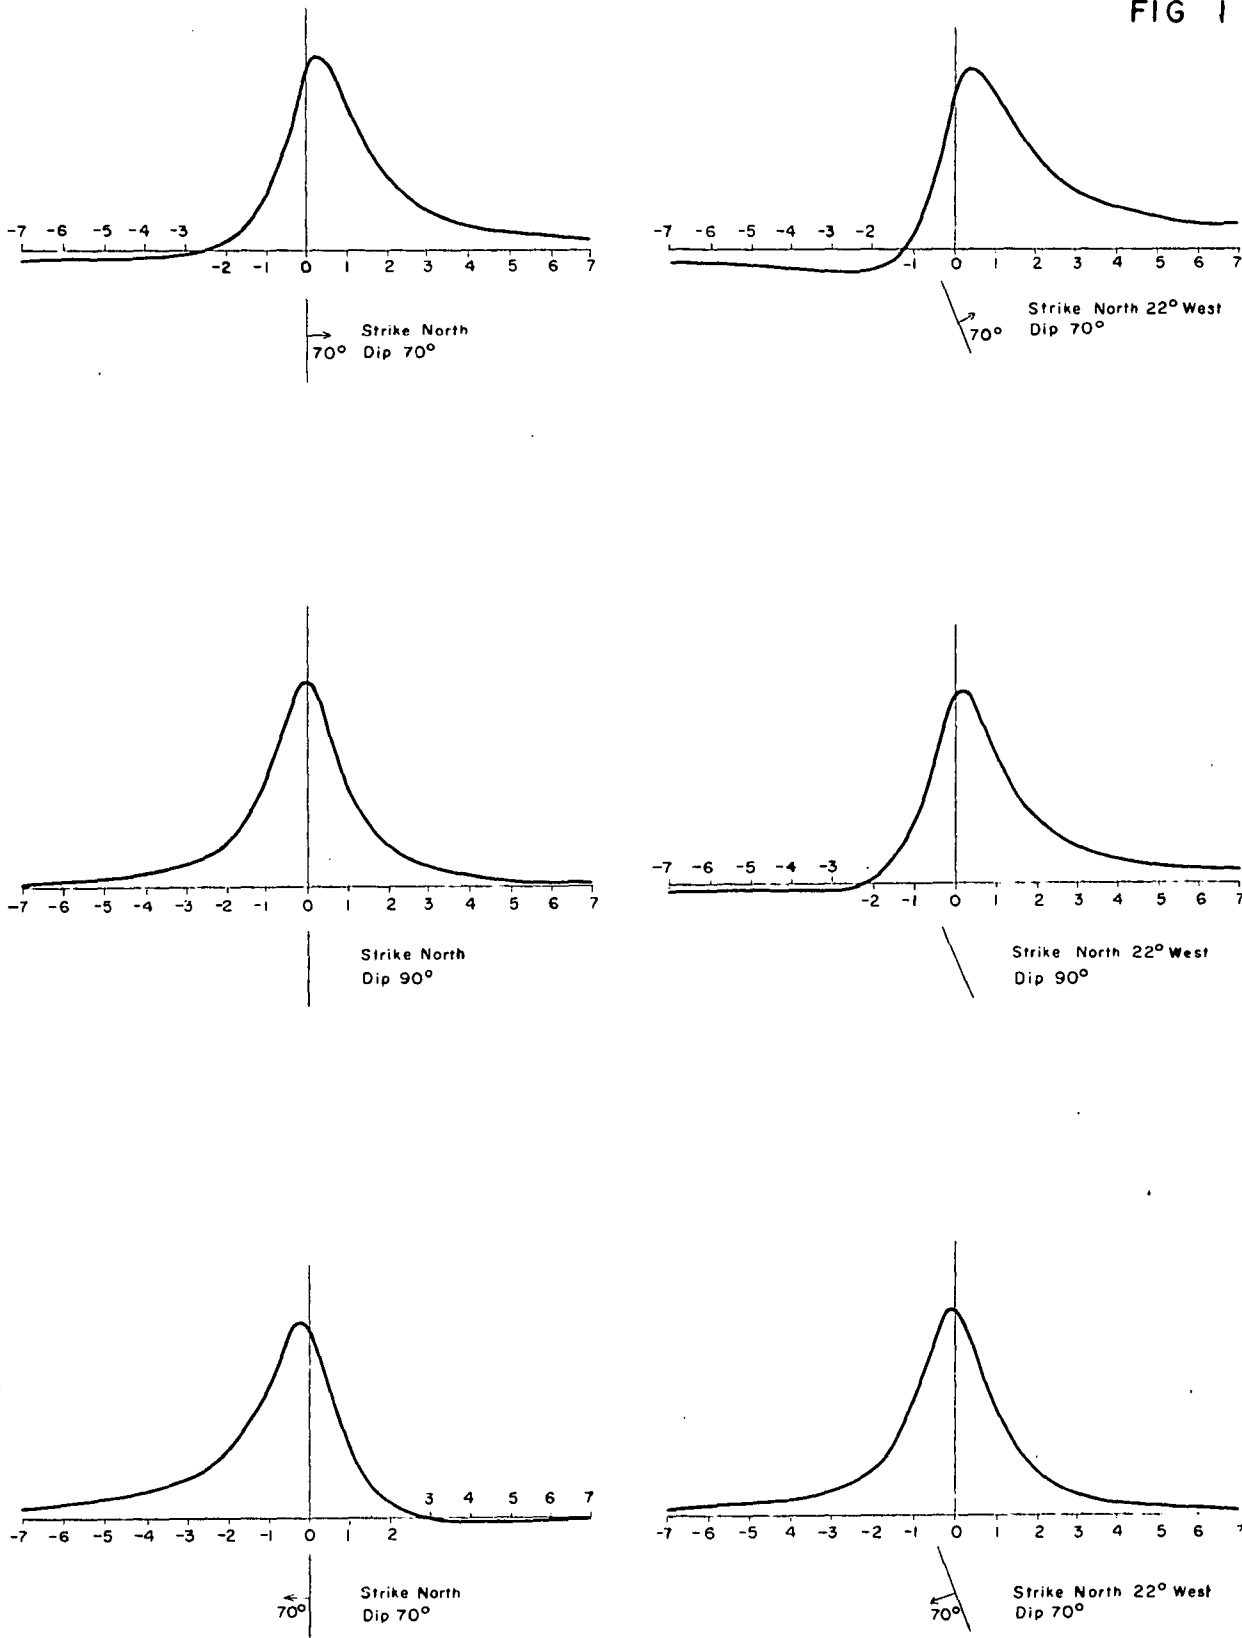 FIG 1
-7 -6 -5 -4 -3
-2 -1 0 1 2 3 4 5 6 7
Strike North
70° Dip 70°
-7 -6 -5 -4 -3 -2
-1 0 1 2 3 4 5 6 7
Strike North 22° West
70° Dip 70°
-7 -6 -5 -4 -3 -2 -1 0 1 2 3 4 5 6 7
Strike North
Dip 90°
-7 -6 -5 -4 -3
-2 -1 0 1 2 3 4 5 6 7
Strike North 22° West
Dip 90°
3 4 5 6 7
-7 -6 -5 -4 -3 -2 -1 0 1 2
Strike North
70° Dip 70°
-7 -6 -5 -4 -3 -2 -1 0 1 2 3 4 5 6 7
Strike North 22° West
70° Dip 70°